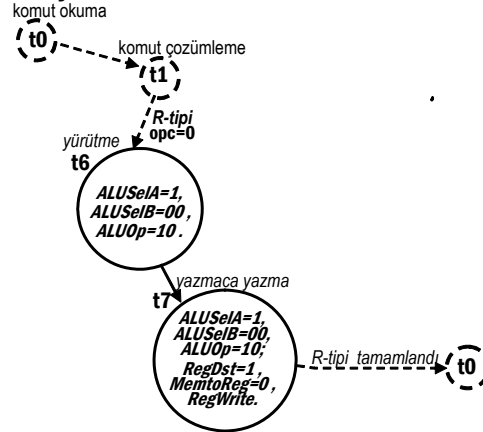 komut okuma
t0
komut çozümleme
t1
R-tipi
opc=0
yürütme
t6
ALUSelA=1,
ALUSelB=00 ,
ALUOp=10 .
yazmaca yazma
t7
ALUSelA=1,
ALUSelB=00,
ALUOp=10;
RegDst=1 ,
MemtoReg=0 ,
RegWrite.
R-tipi tamamlandı
t0